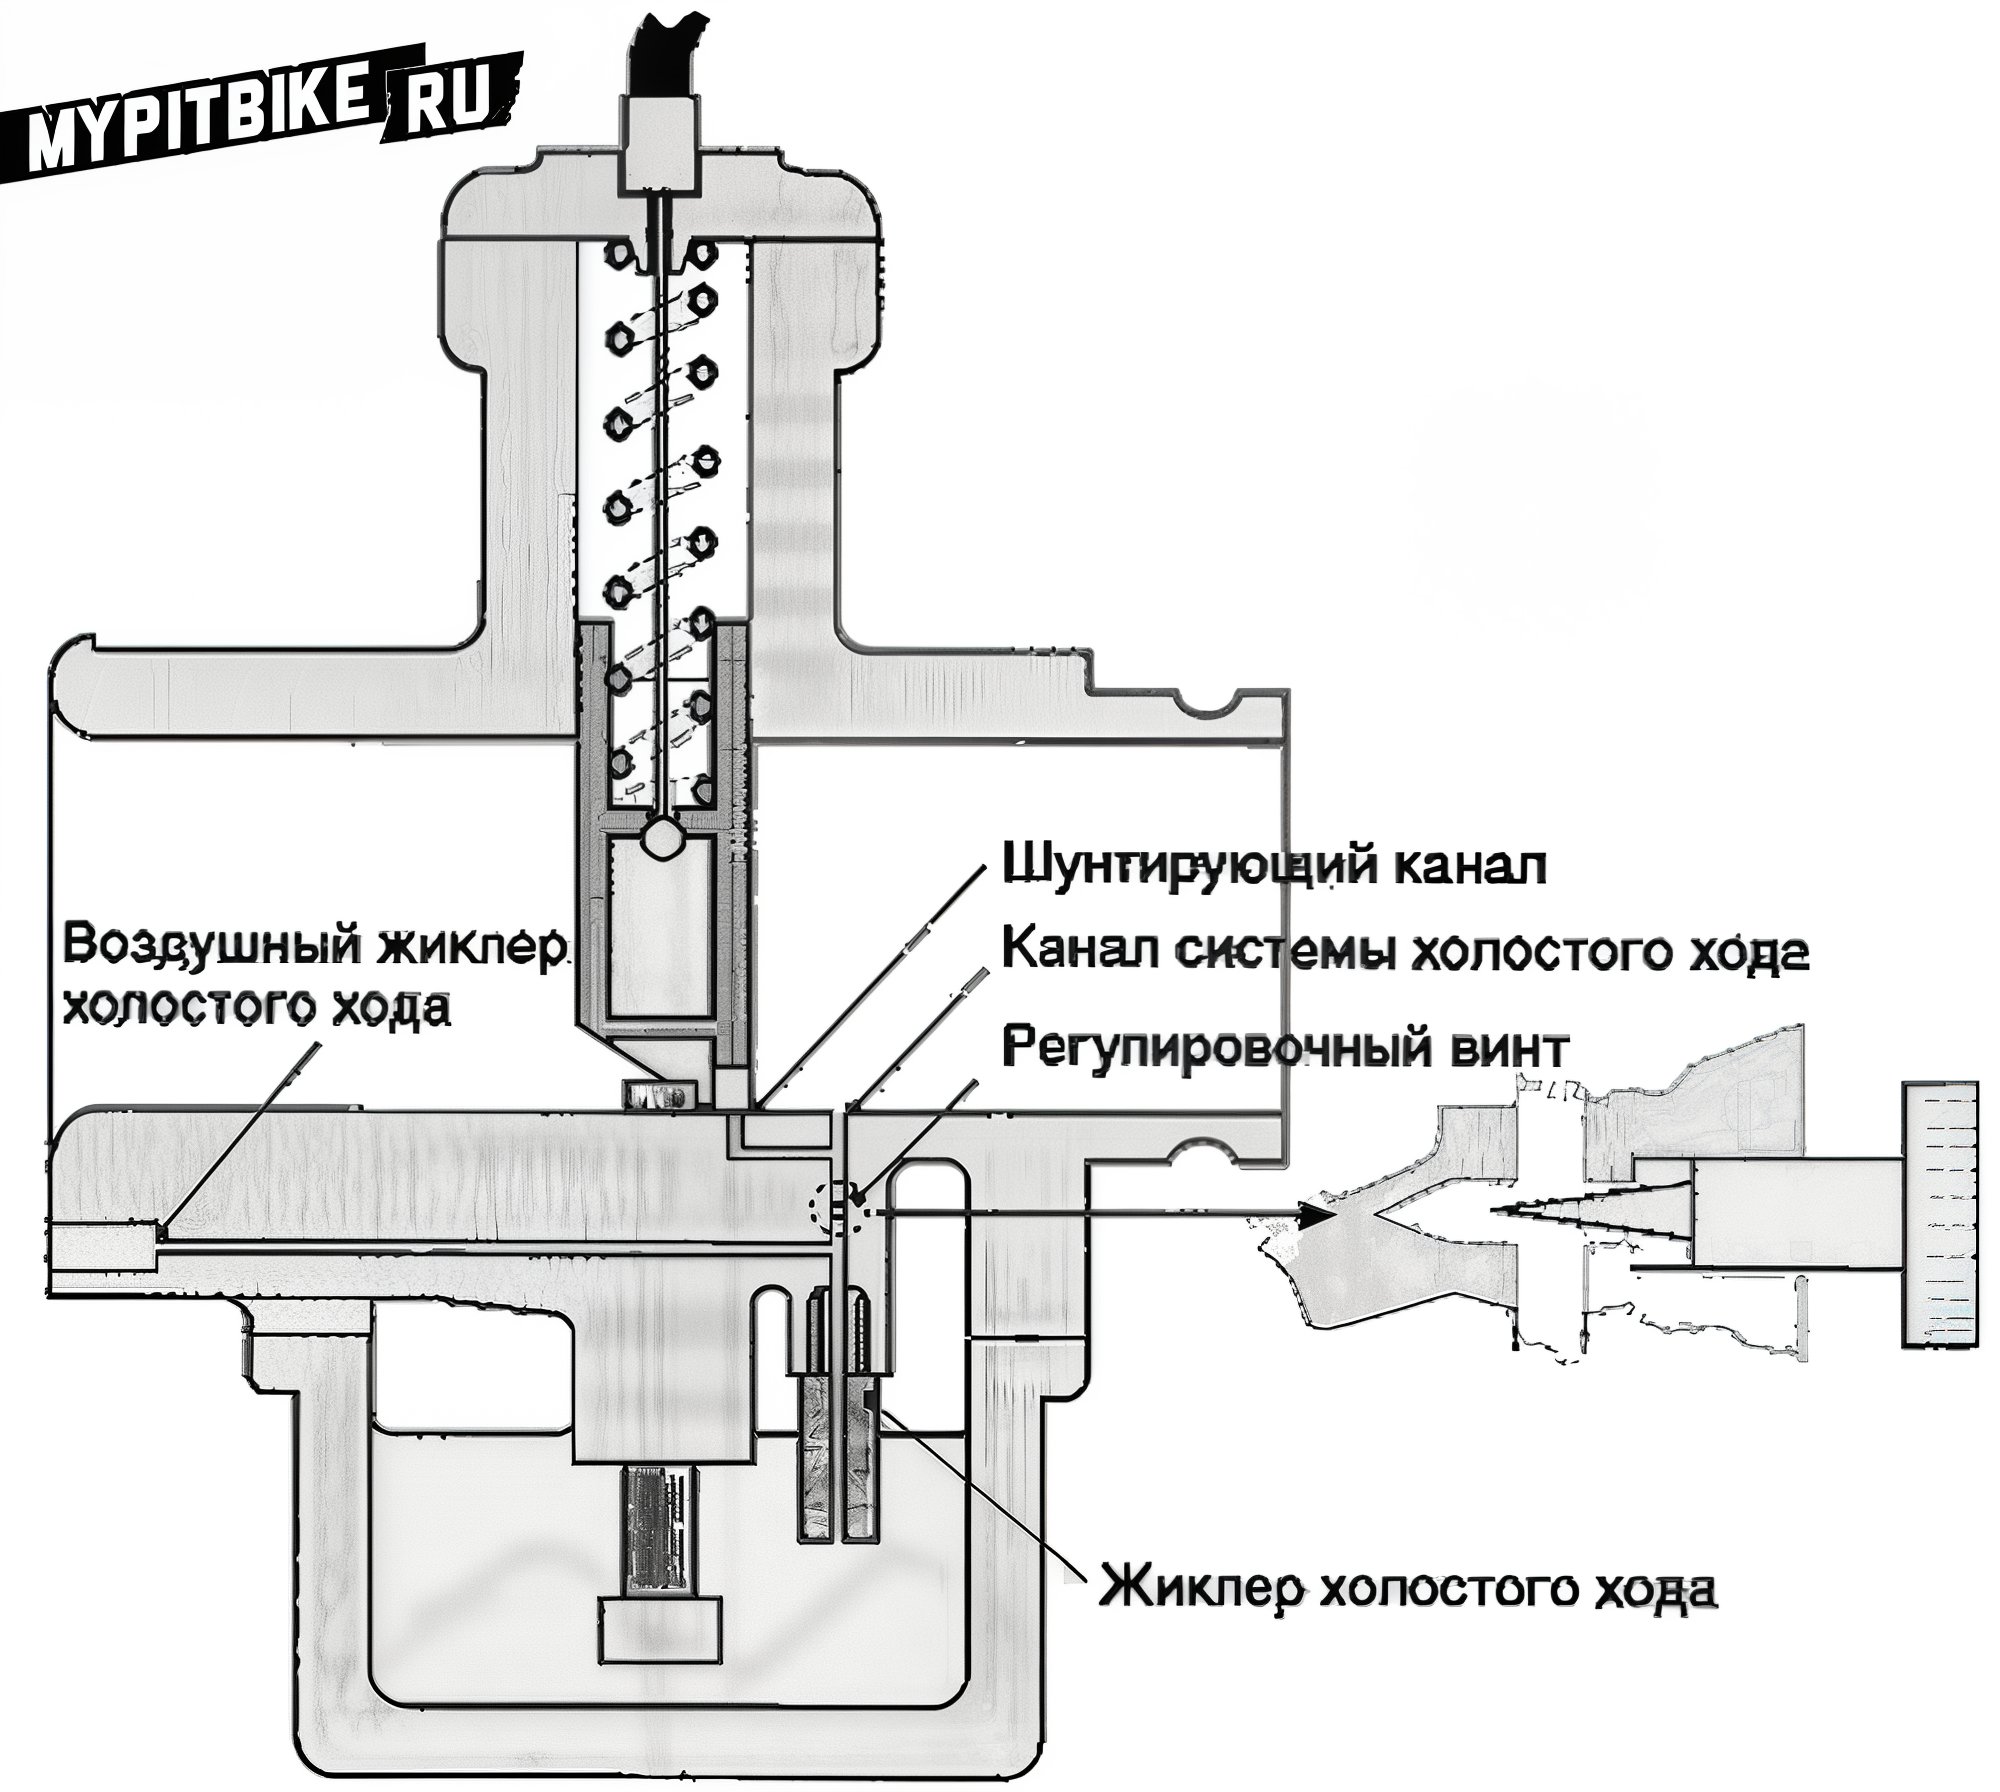 MYPITBIKE RU
Шунтирующий канал
Канал системы холостого хода
Регулировочный винт
Воздушный жиклер
холостого хода
Жиклер холостого хода